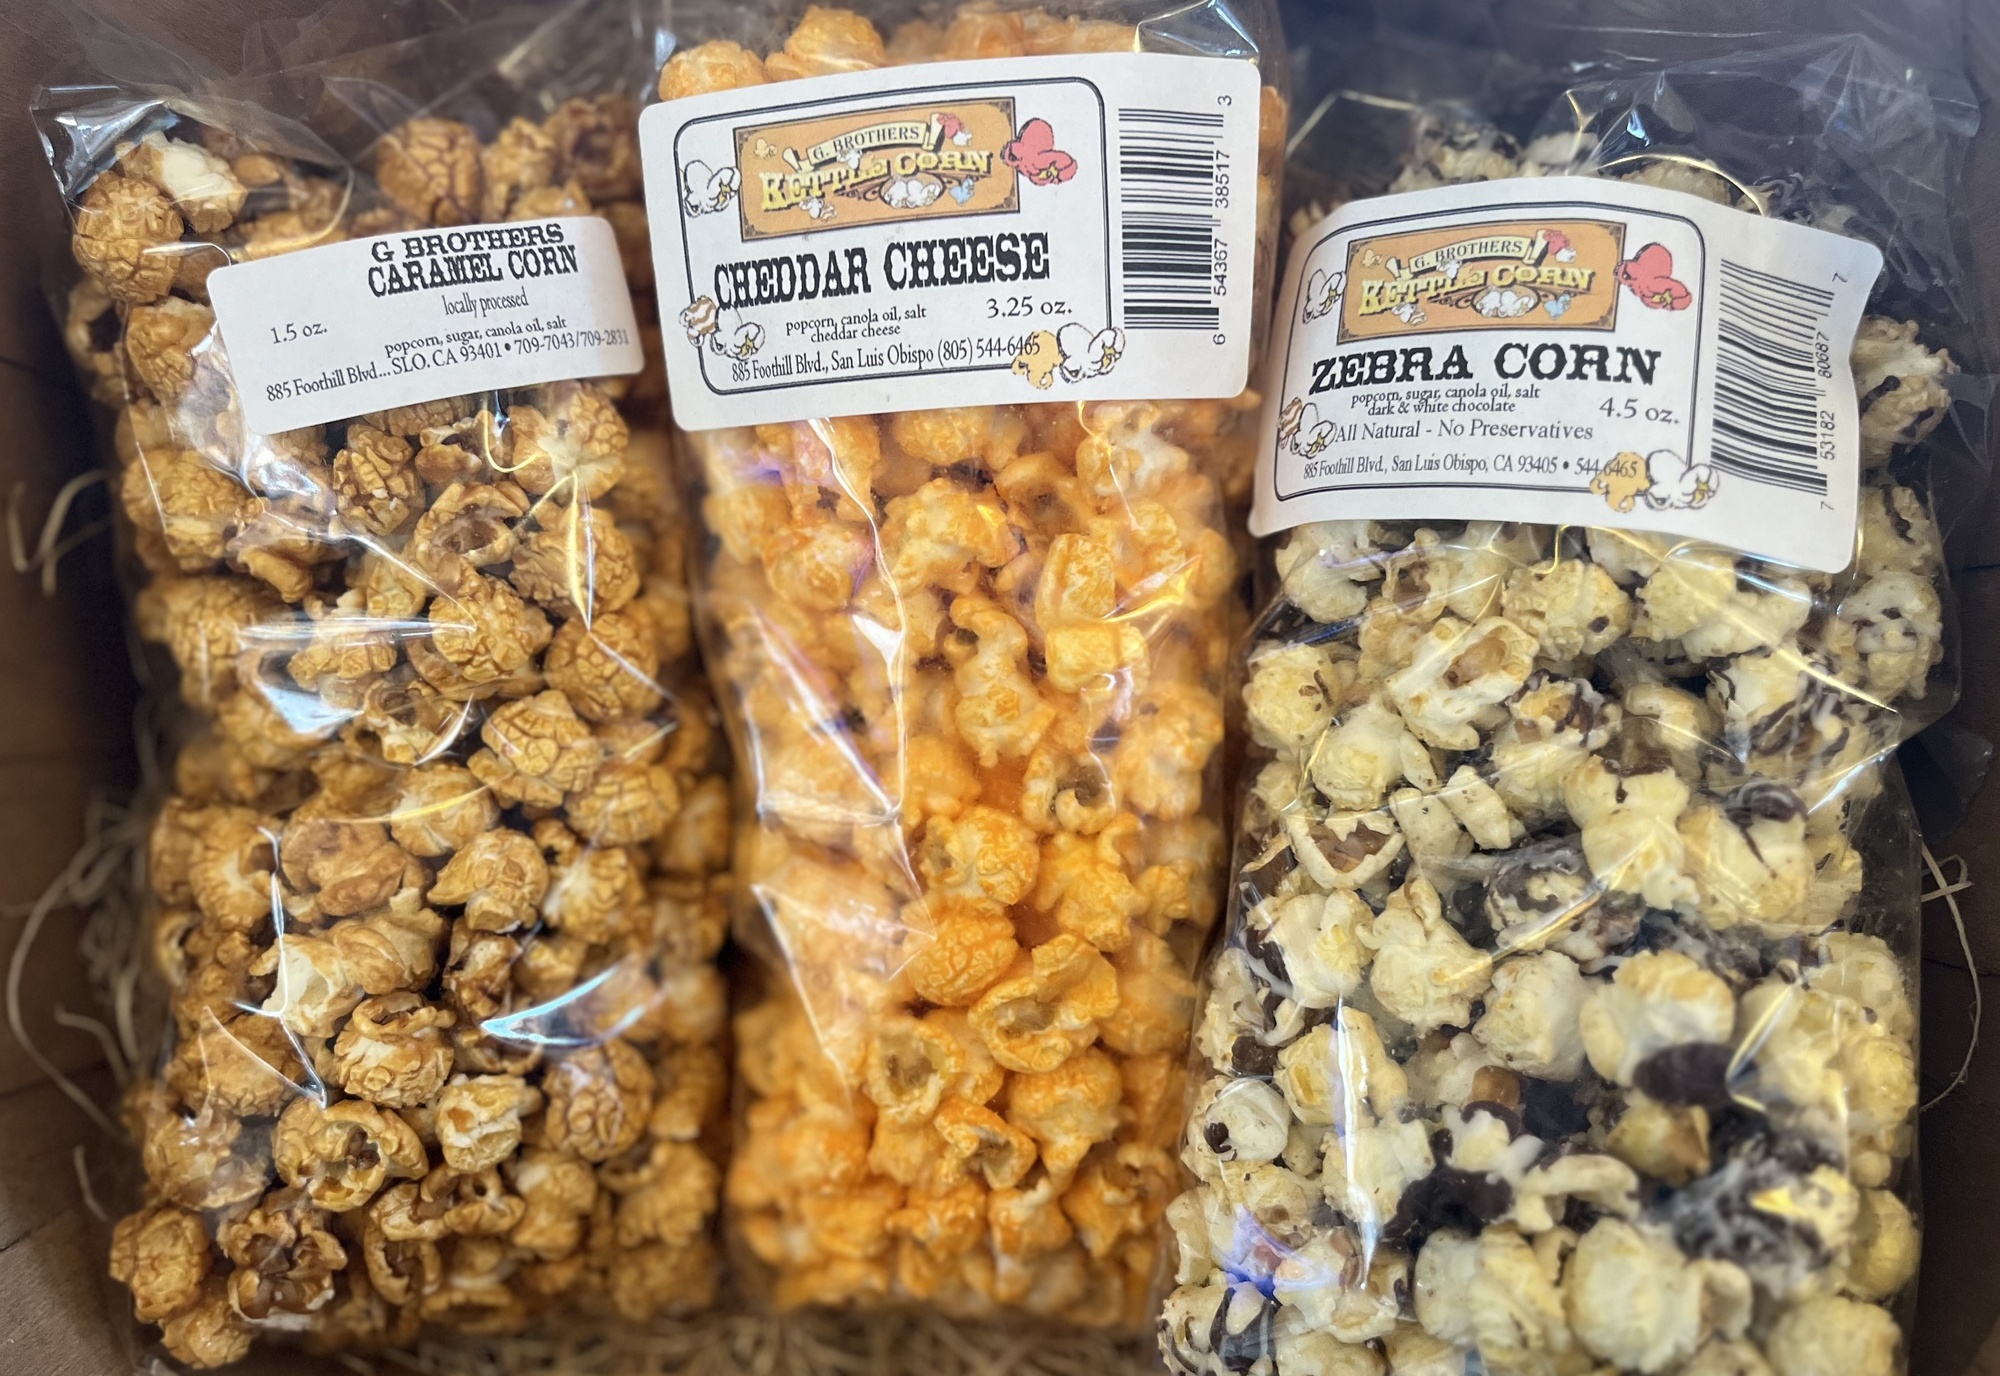 G BROTHERS
CARAMEL CORN
locally processed
1.5 oz.
popcorn, sugar, canola oil, salt
885 Foothill Blvd... SLO. CA 93401 • 709-7043/709-2831
G. BROTHERS
KETTLE CORN
CHEDDAR CHEESE
popcorn, canola oil, salt
cheddar cheese
3.25 oz.
885 Foothill Blvd., San Luis Obispo (805) 544-6465
6 54367 38517 3
G. BROTHERS
KETTLE CORN
ZEBRA CORN
popcorn, sugar, canola oil, salt
dark & white chocolate
4.5 oz.
All Natural - No Preservatives
885 Foothill Blvd., San Luis Obispo, CA 93405 • 544-6465
7 53182 80687 7